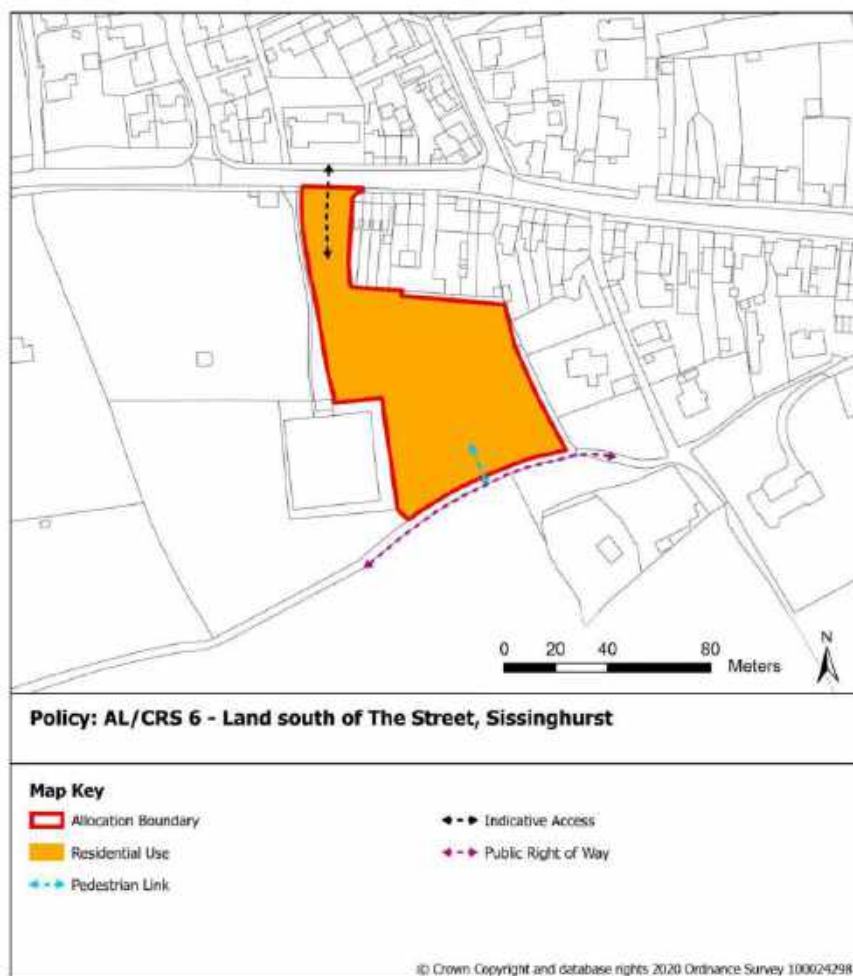 N
0 20 40 80
Meters
Policy: AL/CRS 6 - Land south of The Street, Sissinghurst
Map Key
Allocation Boundary
Indicative Access
Residential Use
Public Right of Way
Pedestrian Link
© Crown Copyright and database rights 2020 Ordnance Survey 100024298